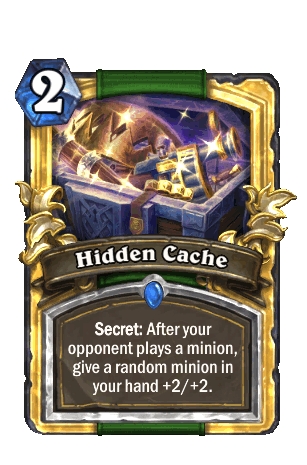 2
Hidden Cache
Secret: After your
opponent plays a minion,
give a random minion in
your hand +2/+2.